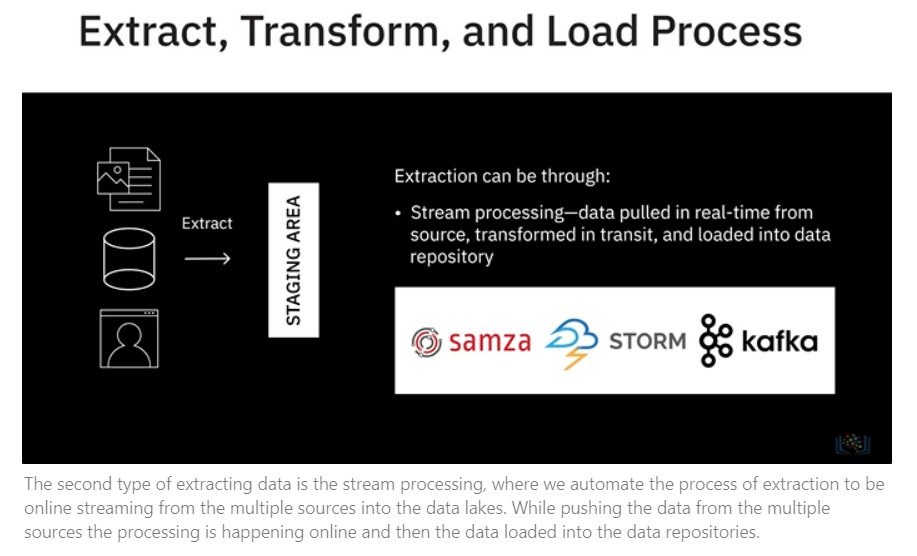 Extract, Transform, and Load Process
Extract
STAGING AREA
Extraction can be through:
• Stream processing—data pulled in real-time from
source, transformed in transit, and loaded into data
repository
samza
STORM
kafka
The second type of extracting data is the stream processing, where we automate the process of extraction to be
online streaming from the multiple sources into the data lakes. While pushing the data from the multiple
sources the processing is happening online and then the data loaded into the data repositories.